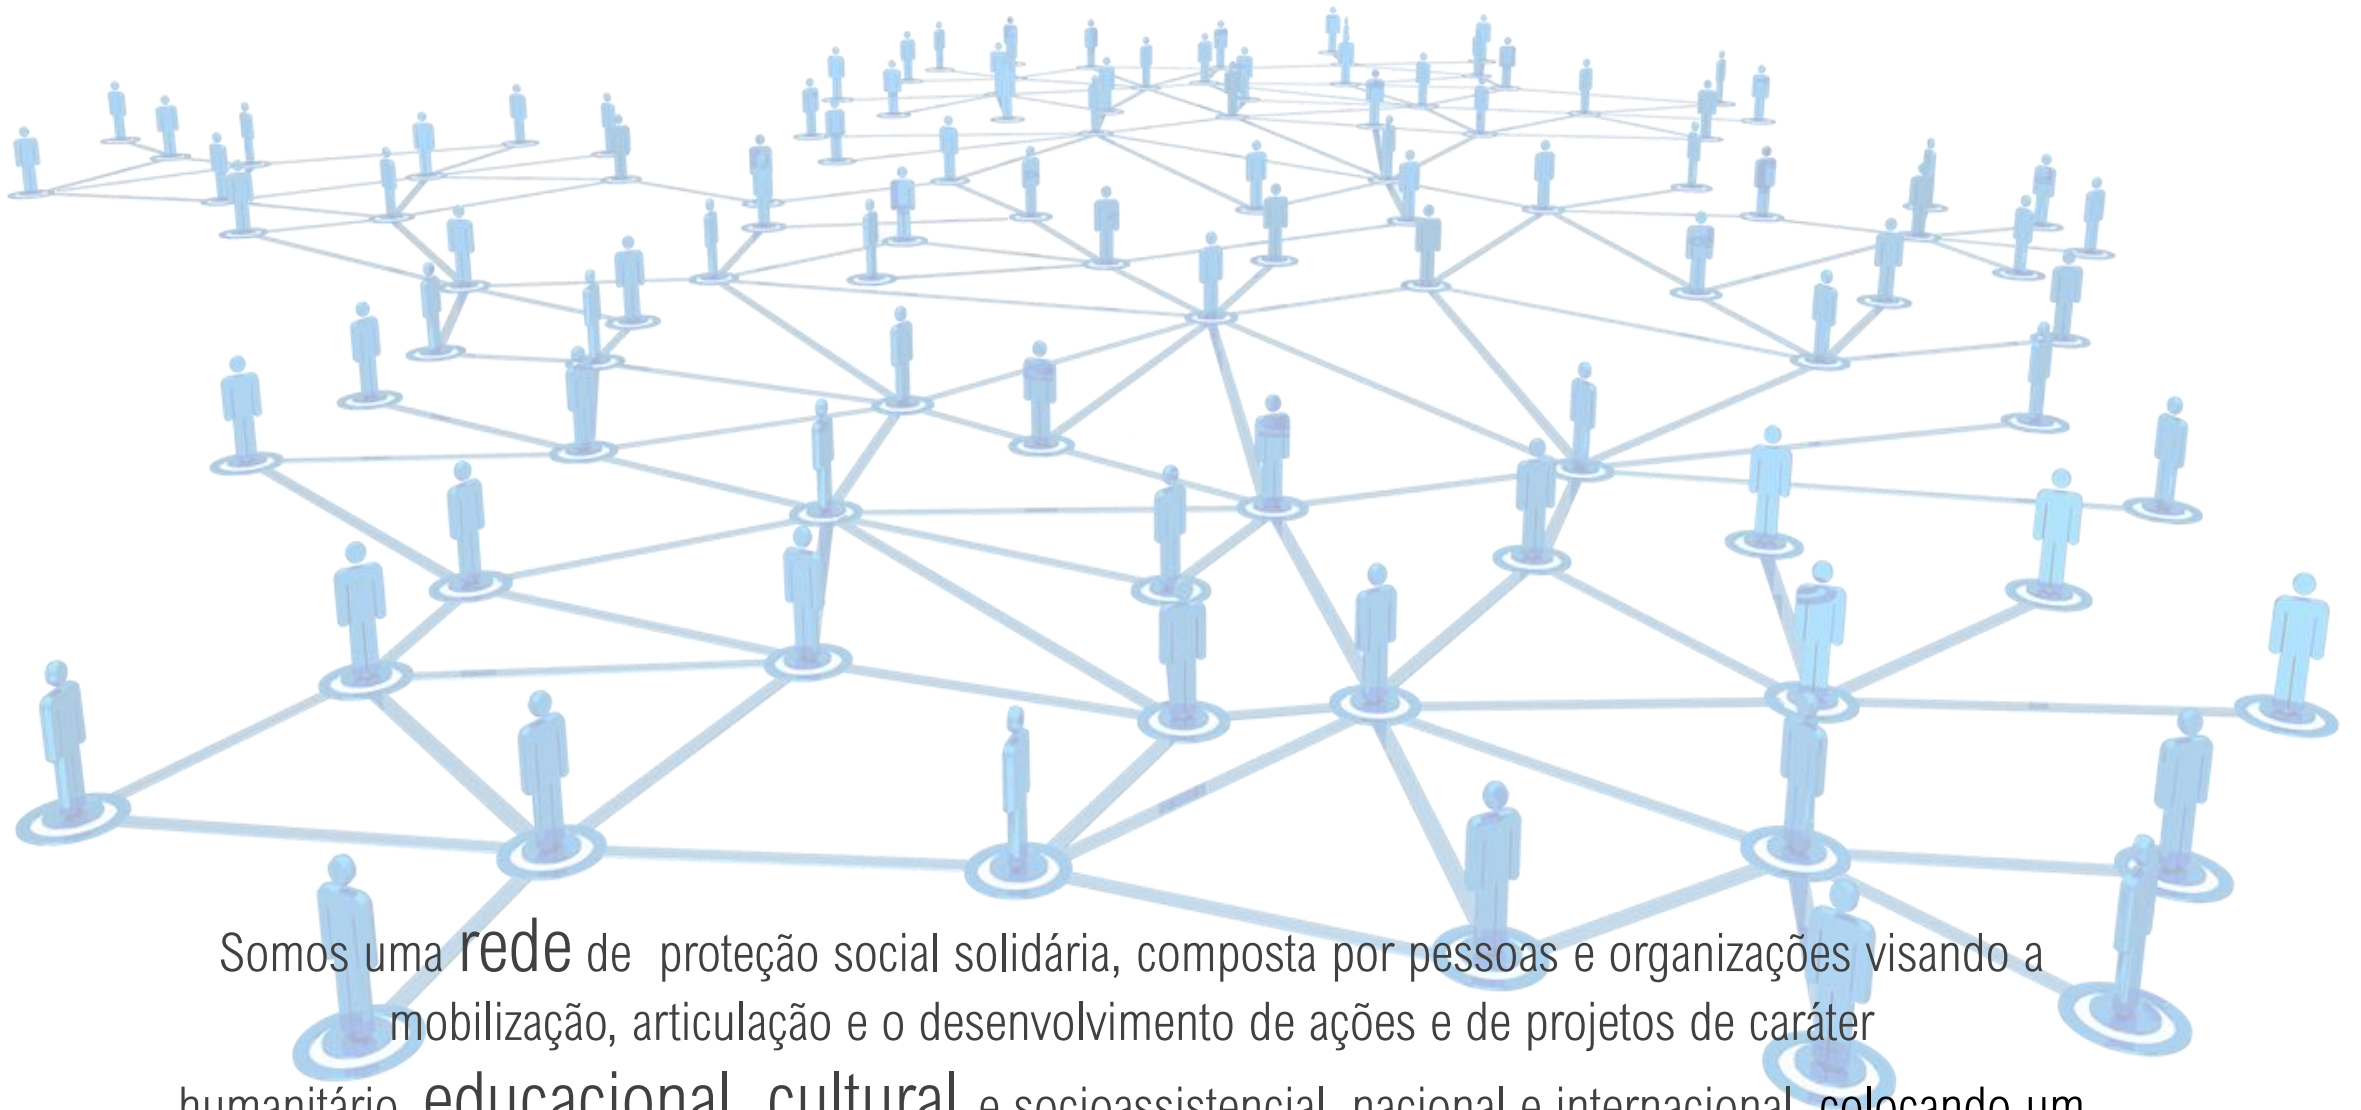 Somos uma rede de proteção social solidária, composta por pessoas e organizações visando a
mobilização, articulação e o desenvolvimento de ações e de projetos de caráter
humanitário, educacional, cultural e socioassistencial, nacional e internacional, colocando um